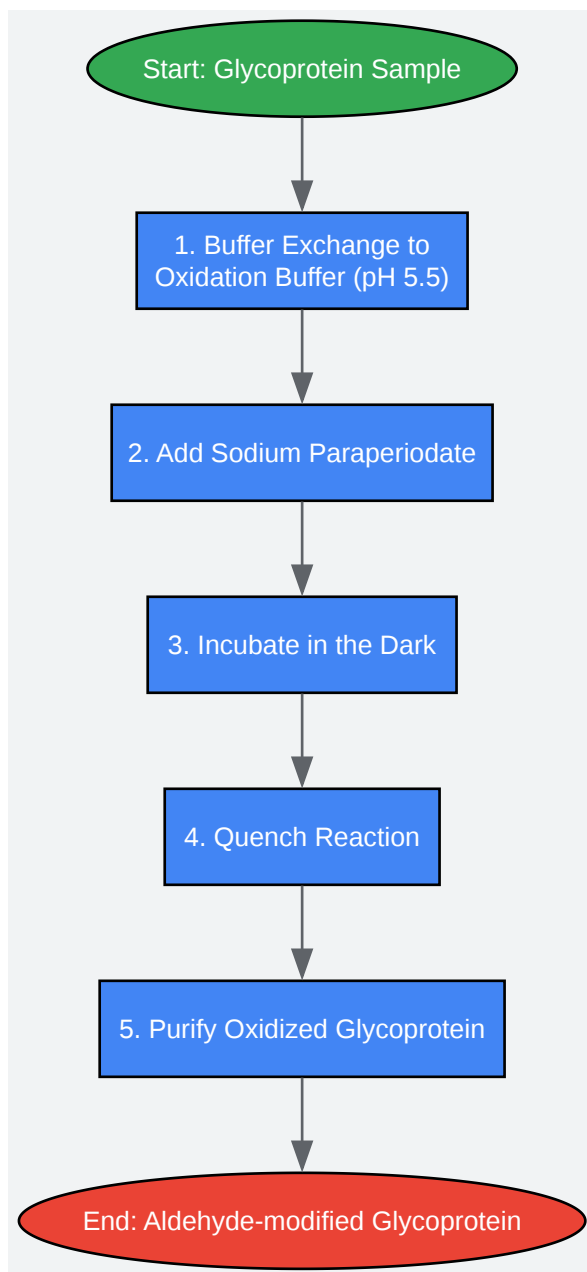 Start: Glycoprotein Sample
1. Buffer Exchange to
Oxidation Buffer (pH 5.5)
2. Add Sodium Paraperiodate
3. Incubate in the Dark
4. Quench Reaction
5. Purify Oxidized Glycoprotein
End: Aldehyde-modified Glycoprotein